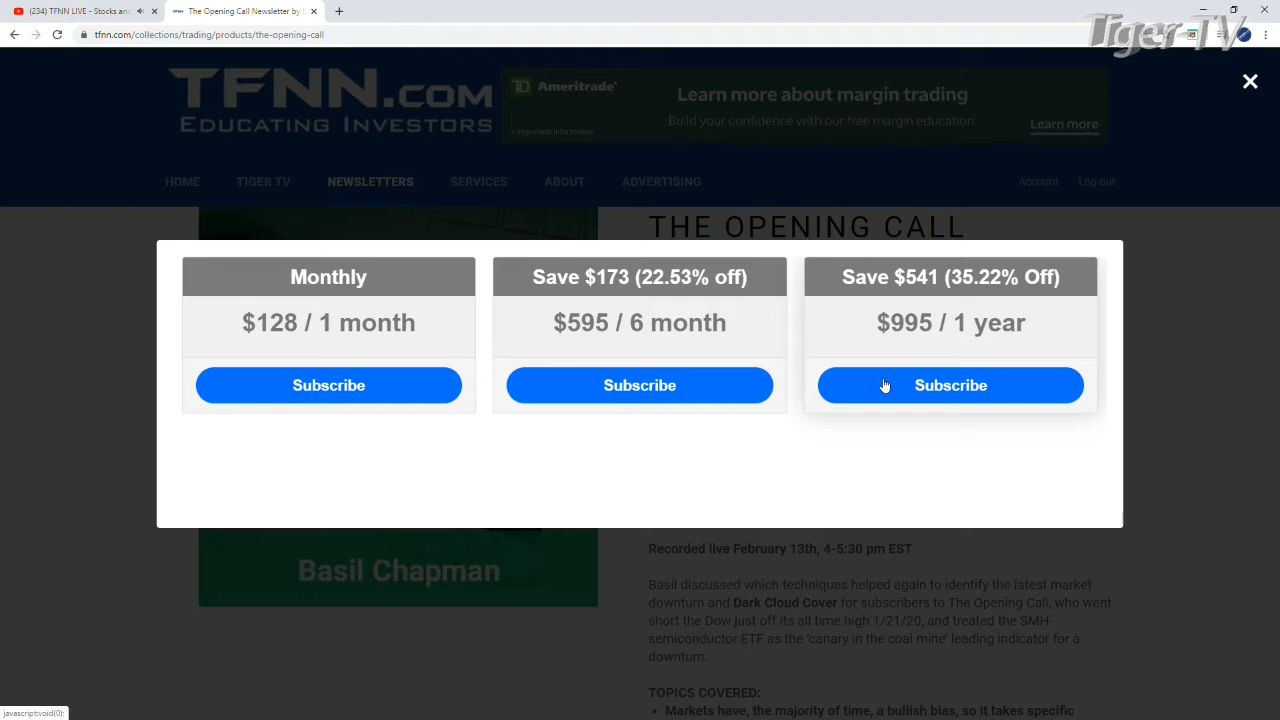 (234) TFNN LIVE - Stocks and
The Opening Call Newsletter by
Tiger-TV
tfnn.com/collections/trading/products/the-opening-call
TFNN.COM
EDUCATING INVESTORS
TD Ameritrade
› Important Information
Learn more about margin trading
Build your confidence with our free margin education.
Learn more
HOME TIGER TV NEWSLETTERS SERVICES ABOUT ADVERTISING Account Log out
THE OPENING CALL
Monthly
$128 / 1 month
Subscribe
Save $173 (22.53% off)
$595 / 6 month
Subscribe
Save $541 (35.22% Off)
$995 / 1 year
Subscribe
Basil Chapman
Recorded live February 13th, 4-5:30 pm EST
Basil discussed which techniques helped again to identify the latest market
downturn and Dark Cloud Cover for subscribers to The Opening Call, who went
short the Dow just off its all time high 1/21/20, and treated the SMH-
semiconductor ETF as the 'canary in the coal mine' leading indicator for a
downturn.
TOPICS COVERED:
• Markets have, the majority of time, a bullish bias, so it takes specific
javascript:void(0);